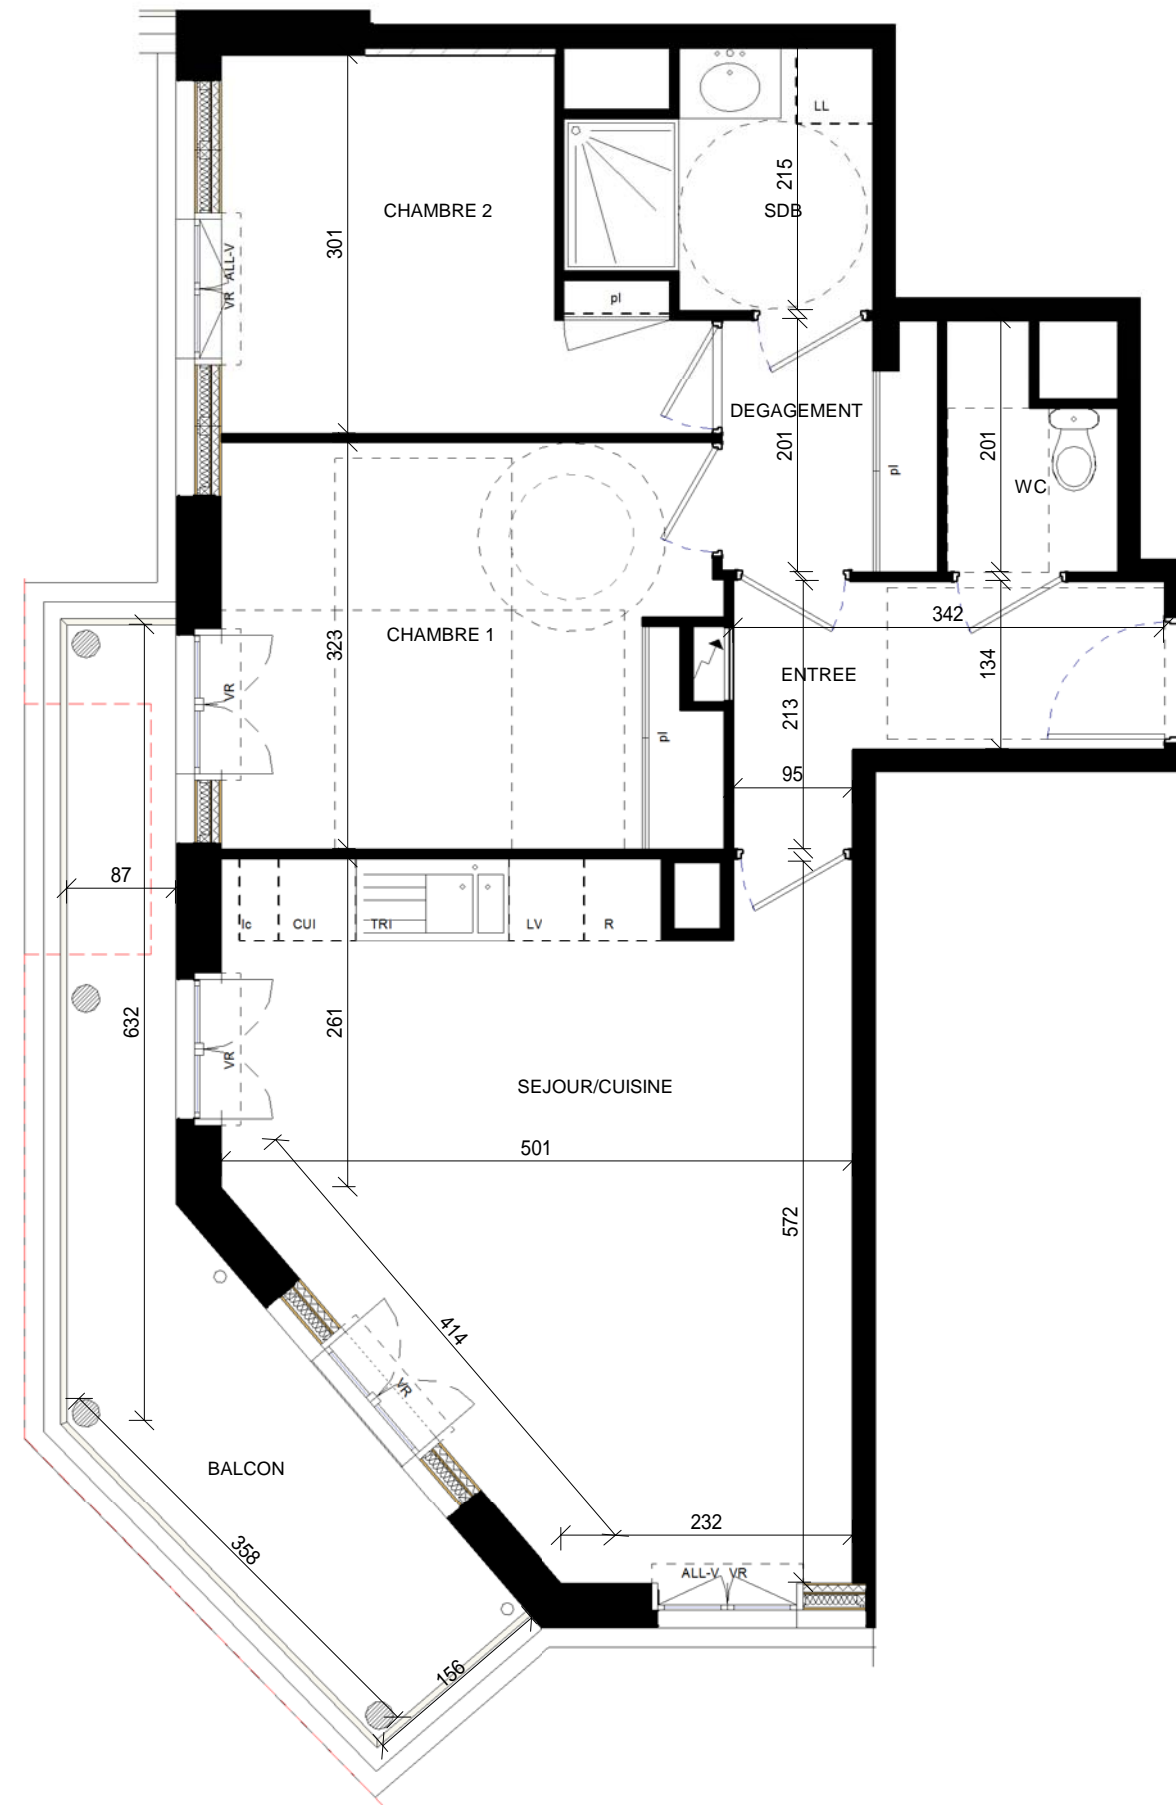 LL
215
CHAMBRE 2
SDB
301
ALL-V
VR
pl
DEGAGEMENT
201
201
pl
WC
342
CHAMBRE 1
323
ENTREE
134
VR
213
pl
95
87
lc
CUI
TRI
LV
R
632
261
VR
SEJOUR/CUISINE
501
572
414
VR
BALCON
232
358
ALL-V
VR
156